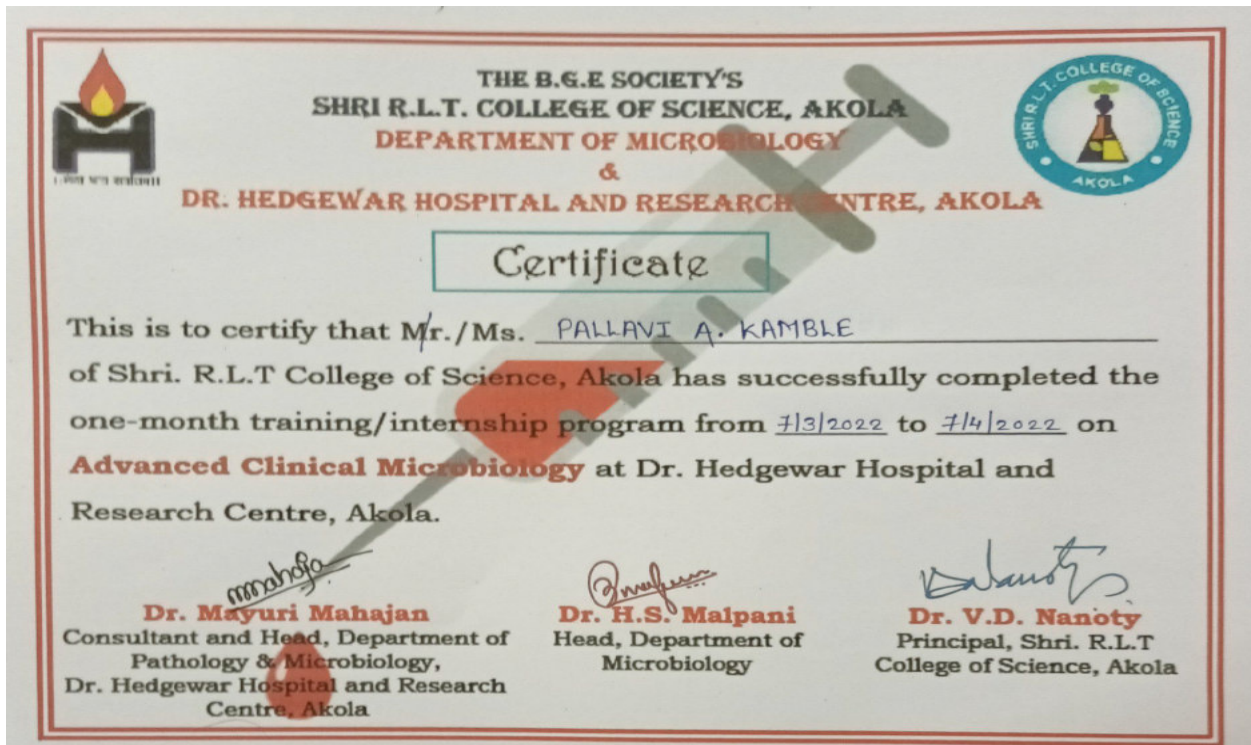 THE B.G.E SOCIETY'S
SHRI R.L.T. COLLEGE OF SCIENCE, AKOLA
DEPARTMENT OF MICROBIOLOGY
&
DR. HEDGEWAR HOSPITAL AND RESEARCH CENTRE, AKOLA
SHRI R.L.T. COLLEGE OF SCIENCE
AKOLA
Certificate
This is to certify that Mr./Ms. PALLAVI A. KAMBLE
of Shri. R.L.T College of Science, Akola has successfully completed the
one-month training/internship program from 7/3/2022 to 7/4/2022 on
Advanced Clinical Microbiology at Dr. Hedgewar Hospital and
Research Centre, Akola.
Dr. Mayuri Mahajan
Consultant and Head, Department of
Pathology & Microbiology,
Dr. Hedgewar Hospital and Research
Centre, Akola
Dr. H.S. Malpani
Head, Department of
Microbiology
Dr. V.D. Nanoty
Principal, Shri. R.L.T
College of Science, Akola